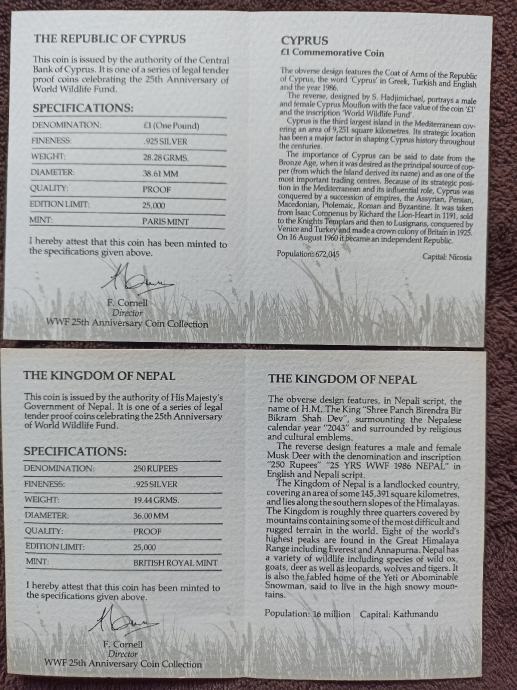 THE REPUBLIC OF CYPRUS
This coin is issued by the authority of the Central
Bank of Cyprus. It is one of a series of legal tender
proof coins celebrating the 25th Anniversary of
World Wildlife Fund.
SPECIFICATIONS:
DENOMINATION: £1 (One Pound)
FINENESS: .925 SILVER
WEIGHT: 28.28 GRMS.
DIAMETER: 38.61 MM
QUALITY: PROOF
EDITION LIMIT: 25,000
MINT: PARIS MINT
I hereby attest that this coin has been minted to
the specifications given above.
F. Cornell
Director
WWF 25th Anniversary Coin Collection
CYPRUS
£1 Commemorative Coin
The obverse design features the Coat of Arms of the Republic
of Cyprus, the word 'Cyprus' in Greek, Turkish and English
and the year 1986.
The reverse, designed by S. Hadjimichael, portrays a male
and female Cyprus Mouflon with the face value of the coin '£1'
and the inscription 'World Wildlife Fund'.
Cyprus is the third largest island in the Mediterranean cov-
ering an area of 9,251 square kilometres. Its strategic location
has been a major factor in shaping Cyprus history throughout
the centuries.
The importance of Cyprus can be said to date from the
Bronze Age, when it was desired as the principal source of cop-
per (from which the Island derived its name) and as one of the
most important trading centres. Because of its strategic posi-
tion in the Mediterranean and its influential role, Cyprus was
conquered by a succession of empires, the Assyrian, Persian,
Macedonian, Ptolemaic, Roman and Byzantine. It was taken
from Isaac Comnenus by Richard the Lion-Heart in 1191, sold
to the Knights Templars and then to Lusignans, conquered by
Venice and Turkey and made a crown colony of Britain in 1925.
On 16 August 1960 it became an independent Republic.
Population: 672,045 Capital: Nicosia
THE KINGDOM OF NEPAL
This coin is issued by the authority of His Majesty's
Government of Nepal. It is one of a series of legal
tender proof coins celebrating the 25th Anniversary
of World Wildlife Fund.
SPECIFICATIONS:
DENOMINATION: 250 RUPEES
FINENESS: .925 SILVER
WEIGHT: 19.44 GRMS.
DIAMETER: 36.00 MM
QUALITY: PROOF
EDITION LIMIT: 25,000
MINT: BRITISH ROYAL MINT
I hereby attest that this coin has been minted to
the specifications given above.
F. Cornell
Director
WWF 25th Anniversary Coin Collection
THE KINGDOM OF NEPAL
The obverse design features, in Nepali script, the
name of H.M. The King "Shree Panch Birendra Bir
Bikram Shah Dev", surmounting the Nepalese
calendar year "2043" and surrounded by religious
and cultural emblems.
The reverse design features a male and female
Musk Deer with the denomination and inscription
"250 Rupees" "25 YRS WWF 1986 NEPAL" in
English and Nepali script.
The Kingdom of Nepal is a landlocked country,
covering an area of some 145,391 square kilometres,
and lies along the southern slopes of the Himalayas.
The Kingdom is roughly three quarters covered by
mountains containing some of the most difficult and
rugged terrain in the world. Eight of the world's
highest peaks are found in the Great Himalaya
Range including Everest and Annapurna. Nepal has
a variety of wildlife including species of wild ox,
goats, deer as well as leopards, wolves and tigers. It
is also the fabled home of the Yeti or Abominable
Snowman, said to live in the high snowy moun-
tains.
Population: 16 million Capital: Kathmandu